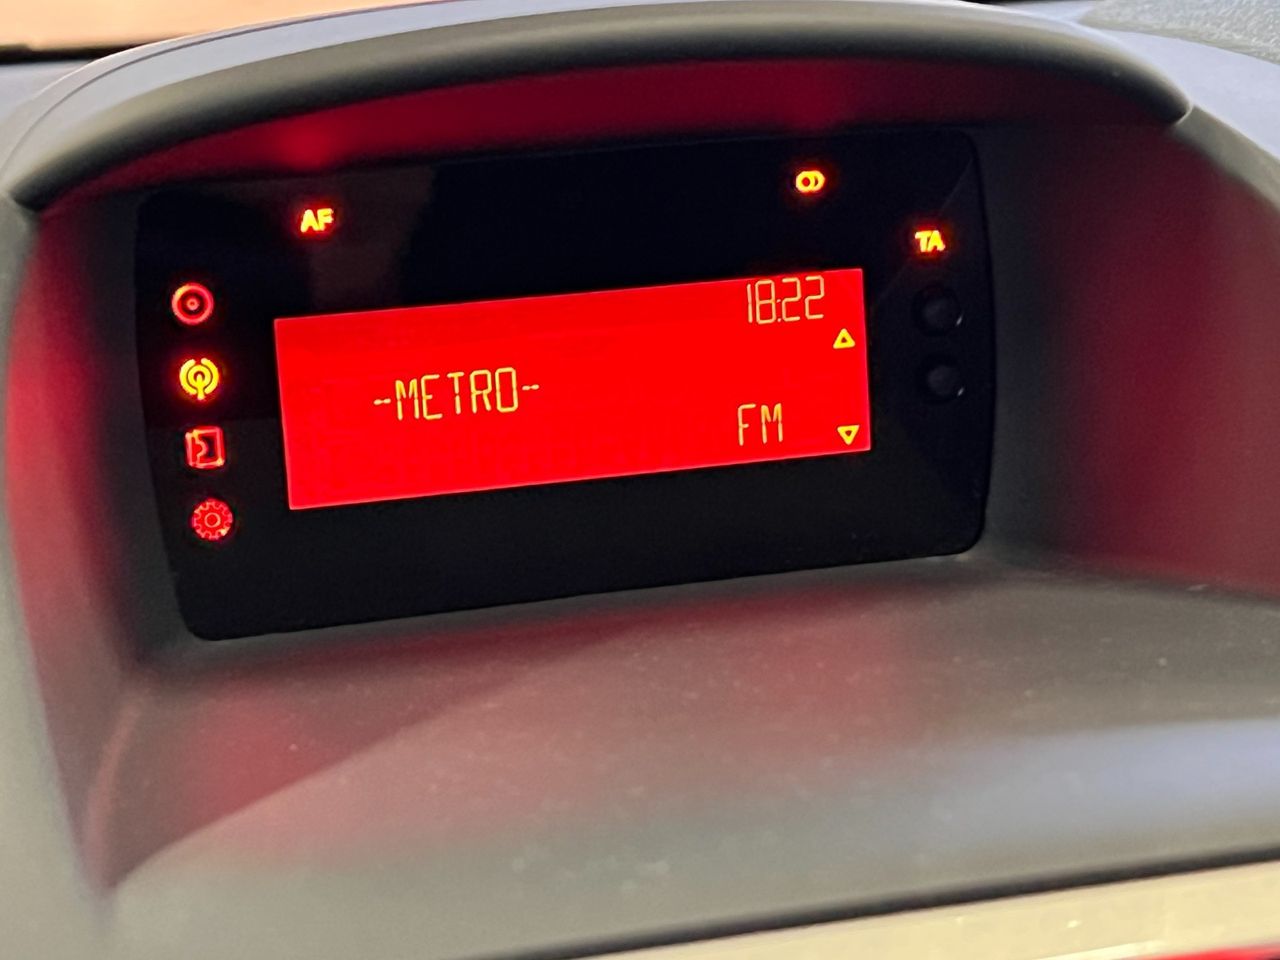 AF
TA
18:22
-METRO-
FM